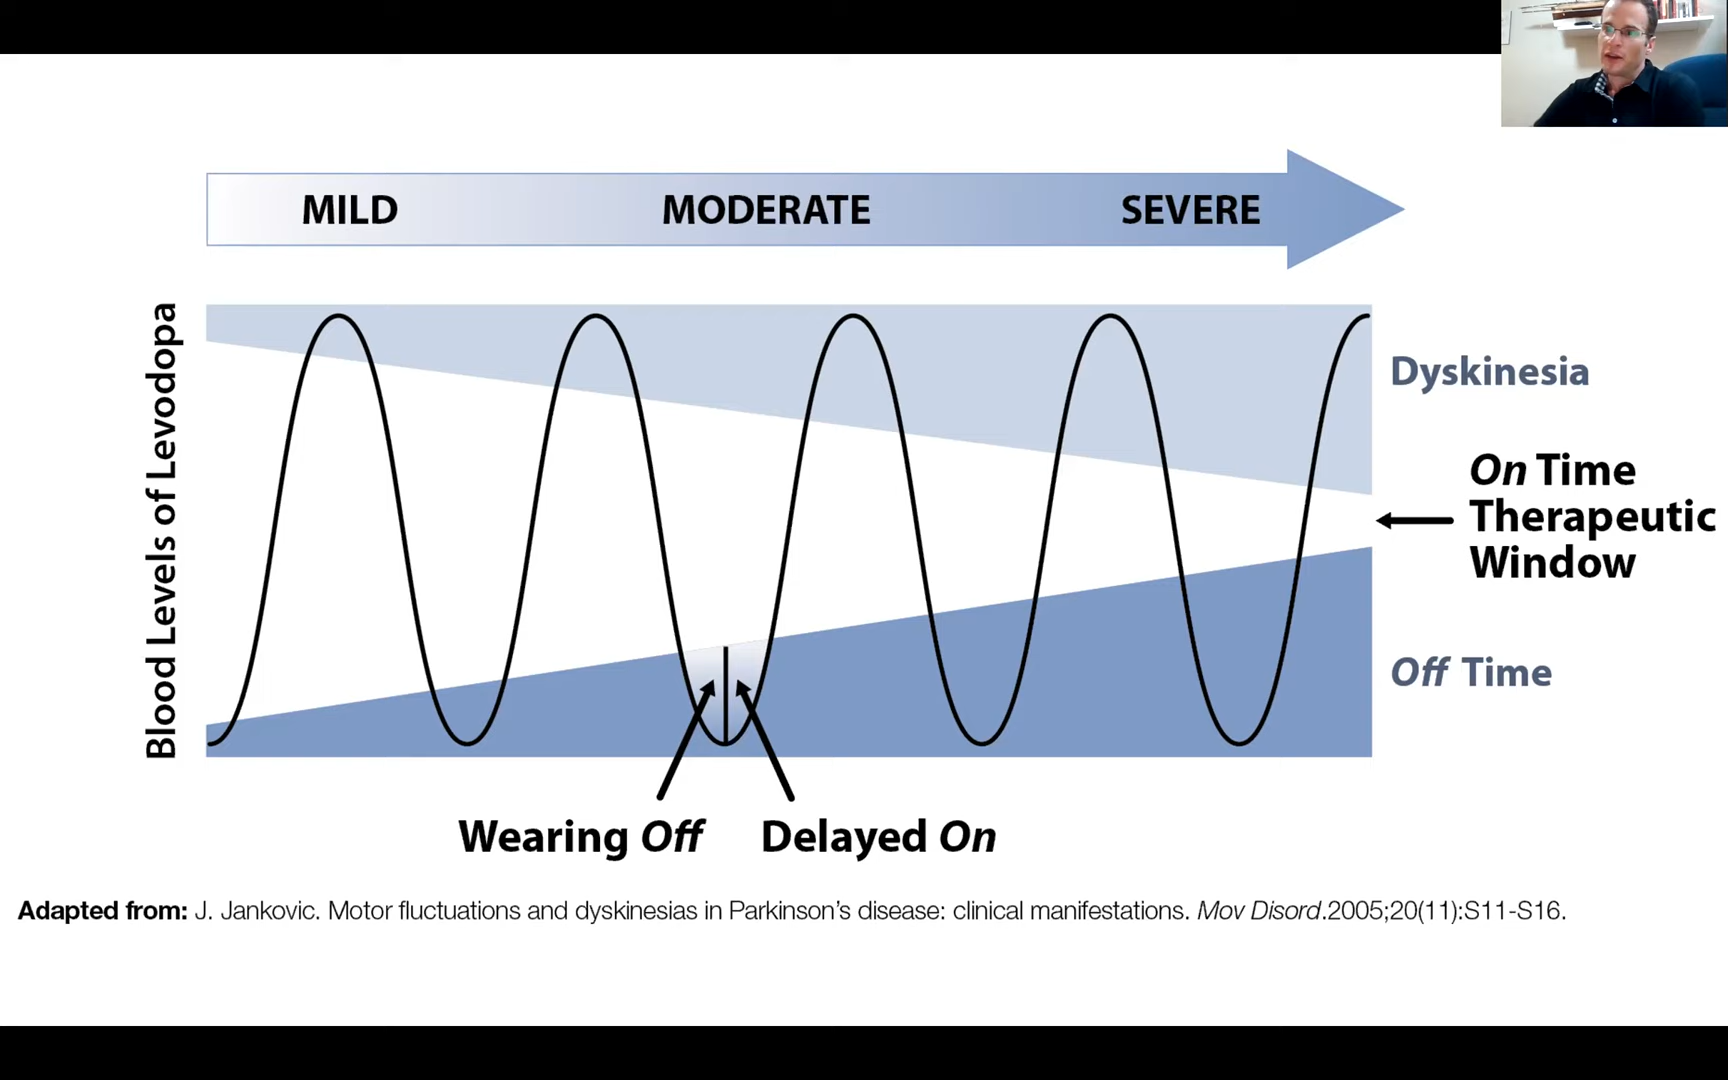 MILD MODERATE SEVERE
Blood Levels of Levodopa
Dyskinesia
On Time
Therapeutic
Window
Off Time
Wearing Off Delayed On
Adapted from: J. Jankovic. Motor fluctuations and dyskinesias in Parkinson’s disease: clinical manifestations. Mov Disord.2005;20(11):S11-S16.